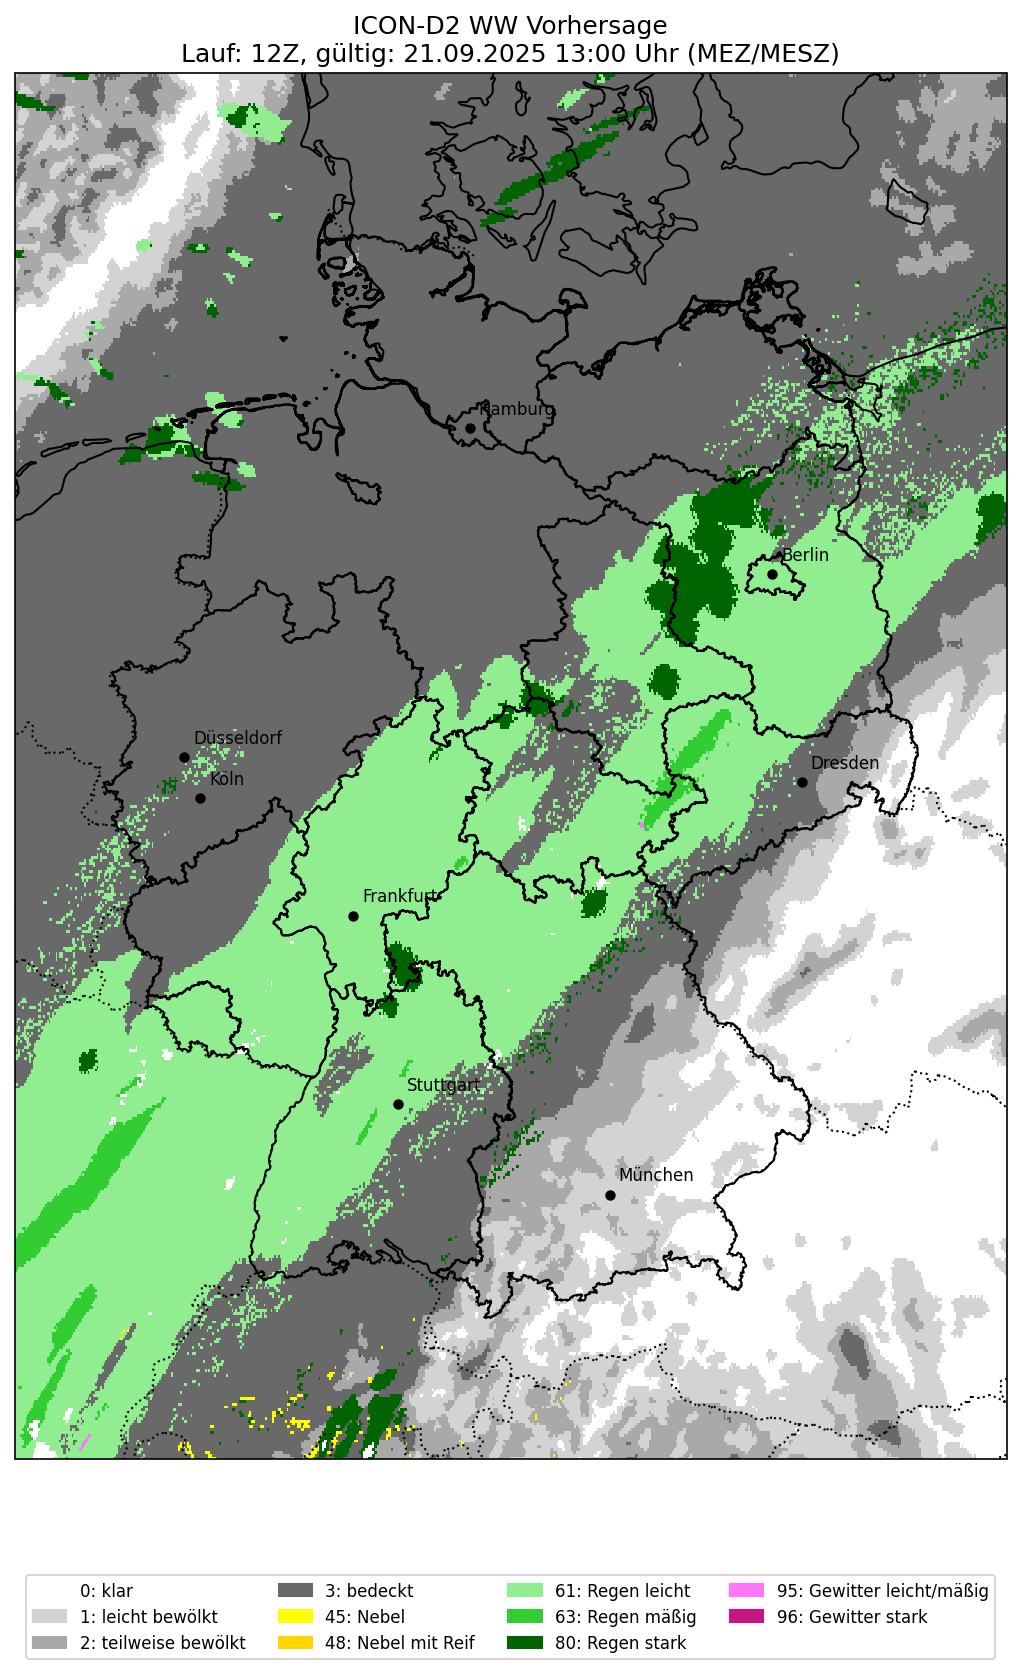 ICON-D2 WW Vorhersage
Lauf: 12Z, gültig: 21.09.2025 13:00 Uhr (MEZ/MESZ)
Hamburg
Berlin
Düsseldorf
Köln
Dresden
Frankfurt
Stuttgart
München
0: klar
1: leicht bewölkt
2: teilweise bewölkt
3: bedeckt
45: Nebel
48: Nebel mit Reif
61: Regen leicht
63: Regen mäßig
80: Regen stark
95: Gewitter leicht/mäßig
96: Gewitter stark